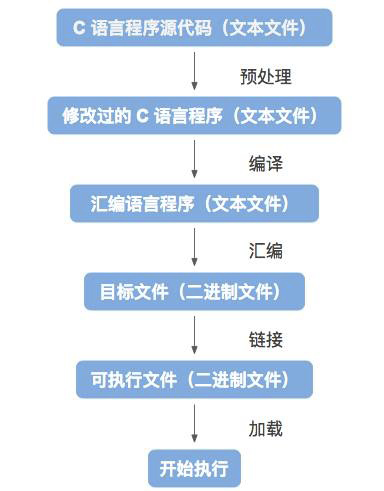 C 语言程序源代码（文本文件）
预处理
修改过的 C 语言程序（文本文件）
编译
汇编语言程序（文本文件）
汇编
目标文件（二进制文件）
链接
可执行文件（二进制文件）
加载
开始执行